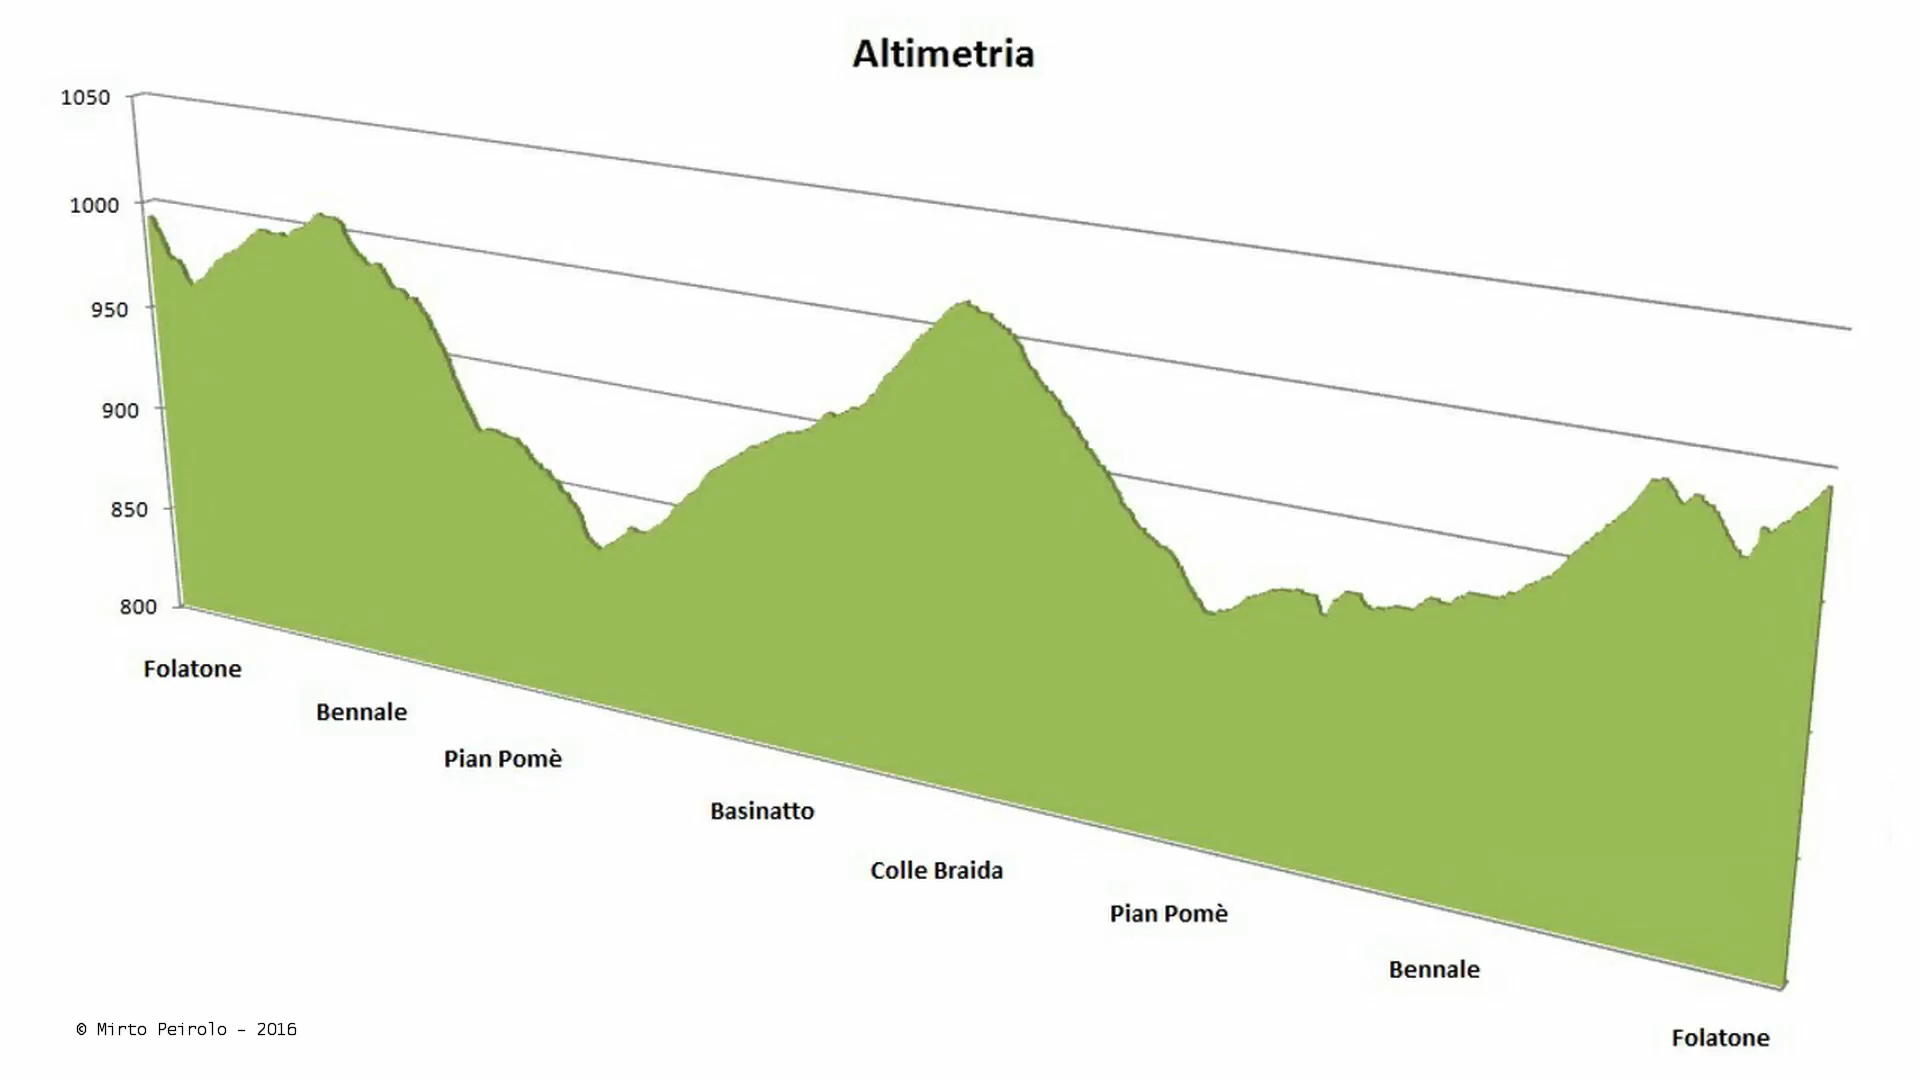 Altimetria
1050
1000
950
900
850
800
Folatone
Bennale
Pian Pomè
Basinatto
Colle Braida
Pian Pomè
Bennale
Folatone
© Mirto Peirolo - 2016